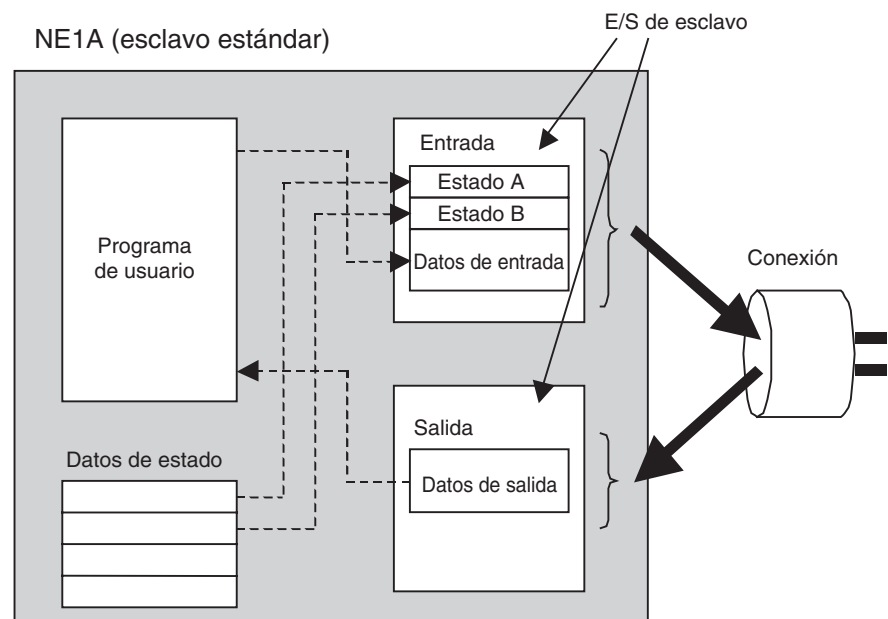 E/S de esclavo
NE1A (esclavo estándar)
Entrada
Estado A
Estado B
Datos de entrada
Programa
de usuario
Conexión
Salida
Datos de salida
Datos de estado